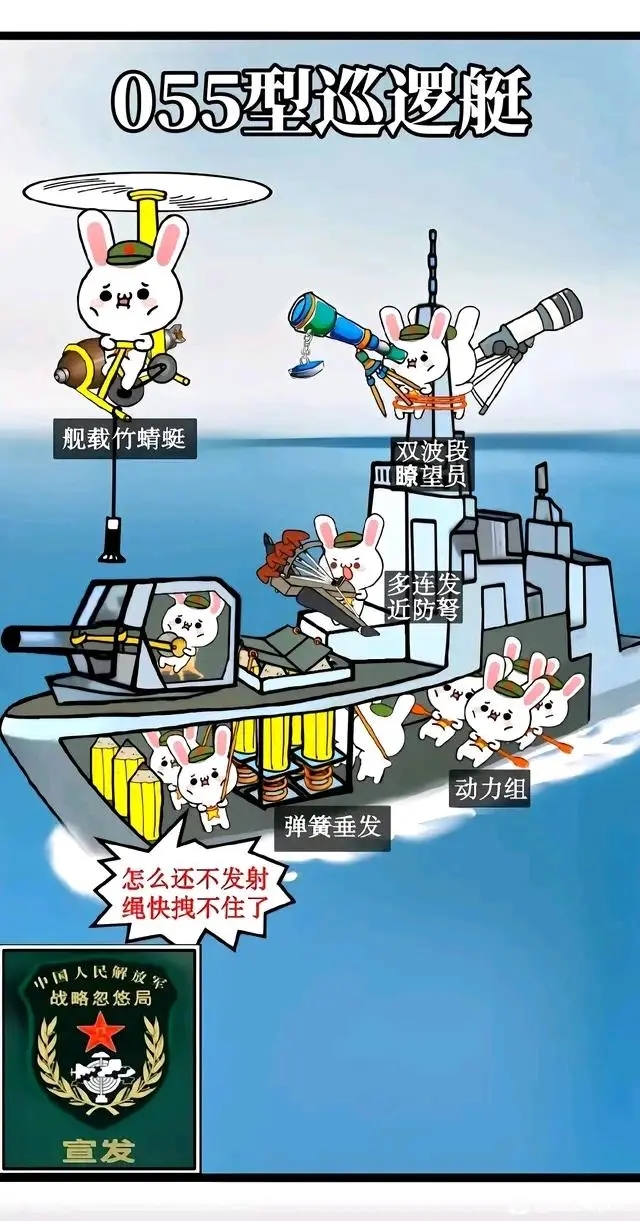 055型巡逻艇
舰载竹蜻蜓
双波段
瞭望员
多连发
近防弩
动力组
弹簧垂发
怎么还不发射
绳快拽不住了
中国人民解放军
战略忽悠局
宣发